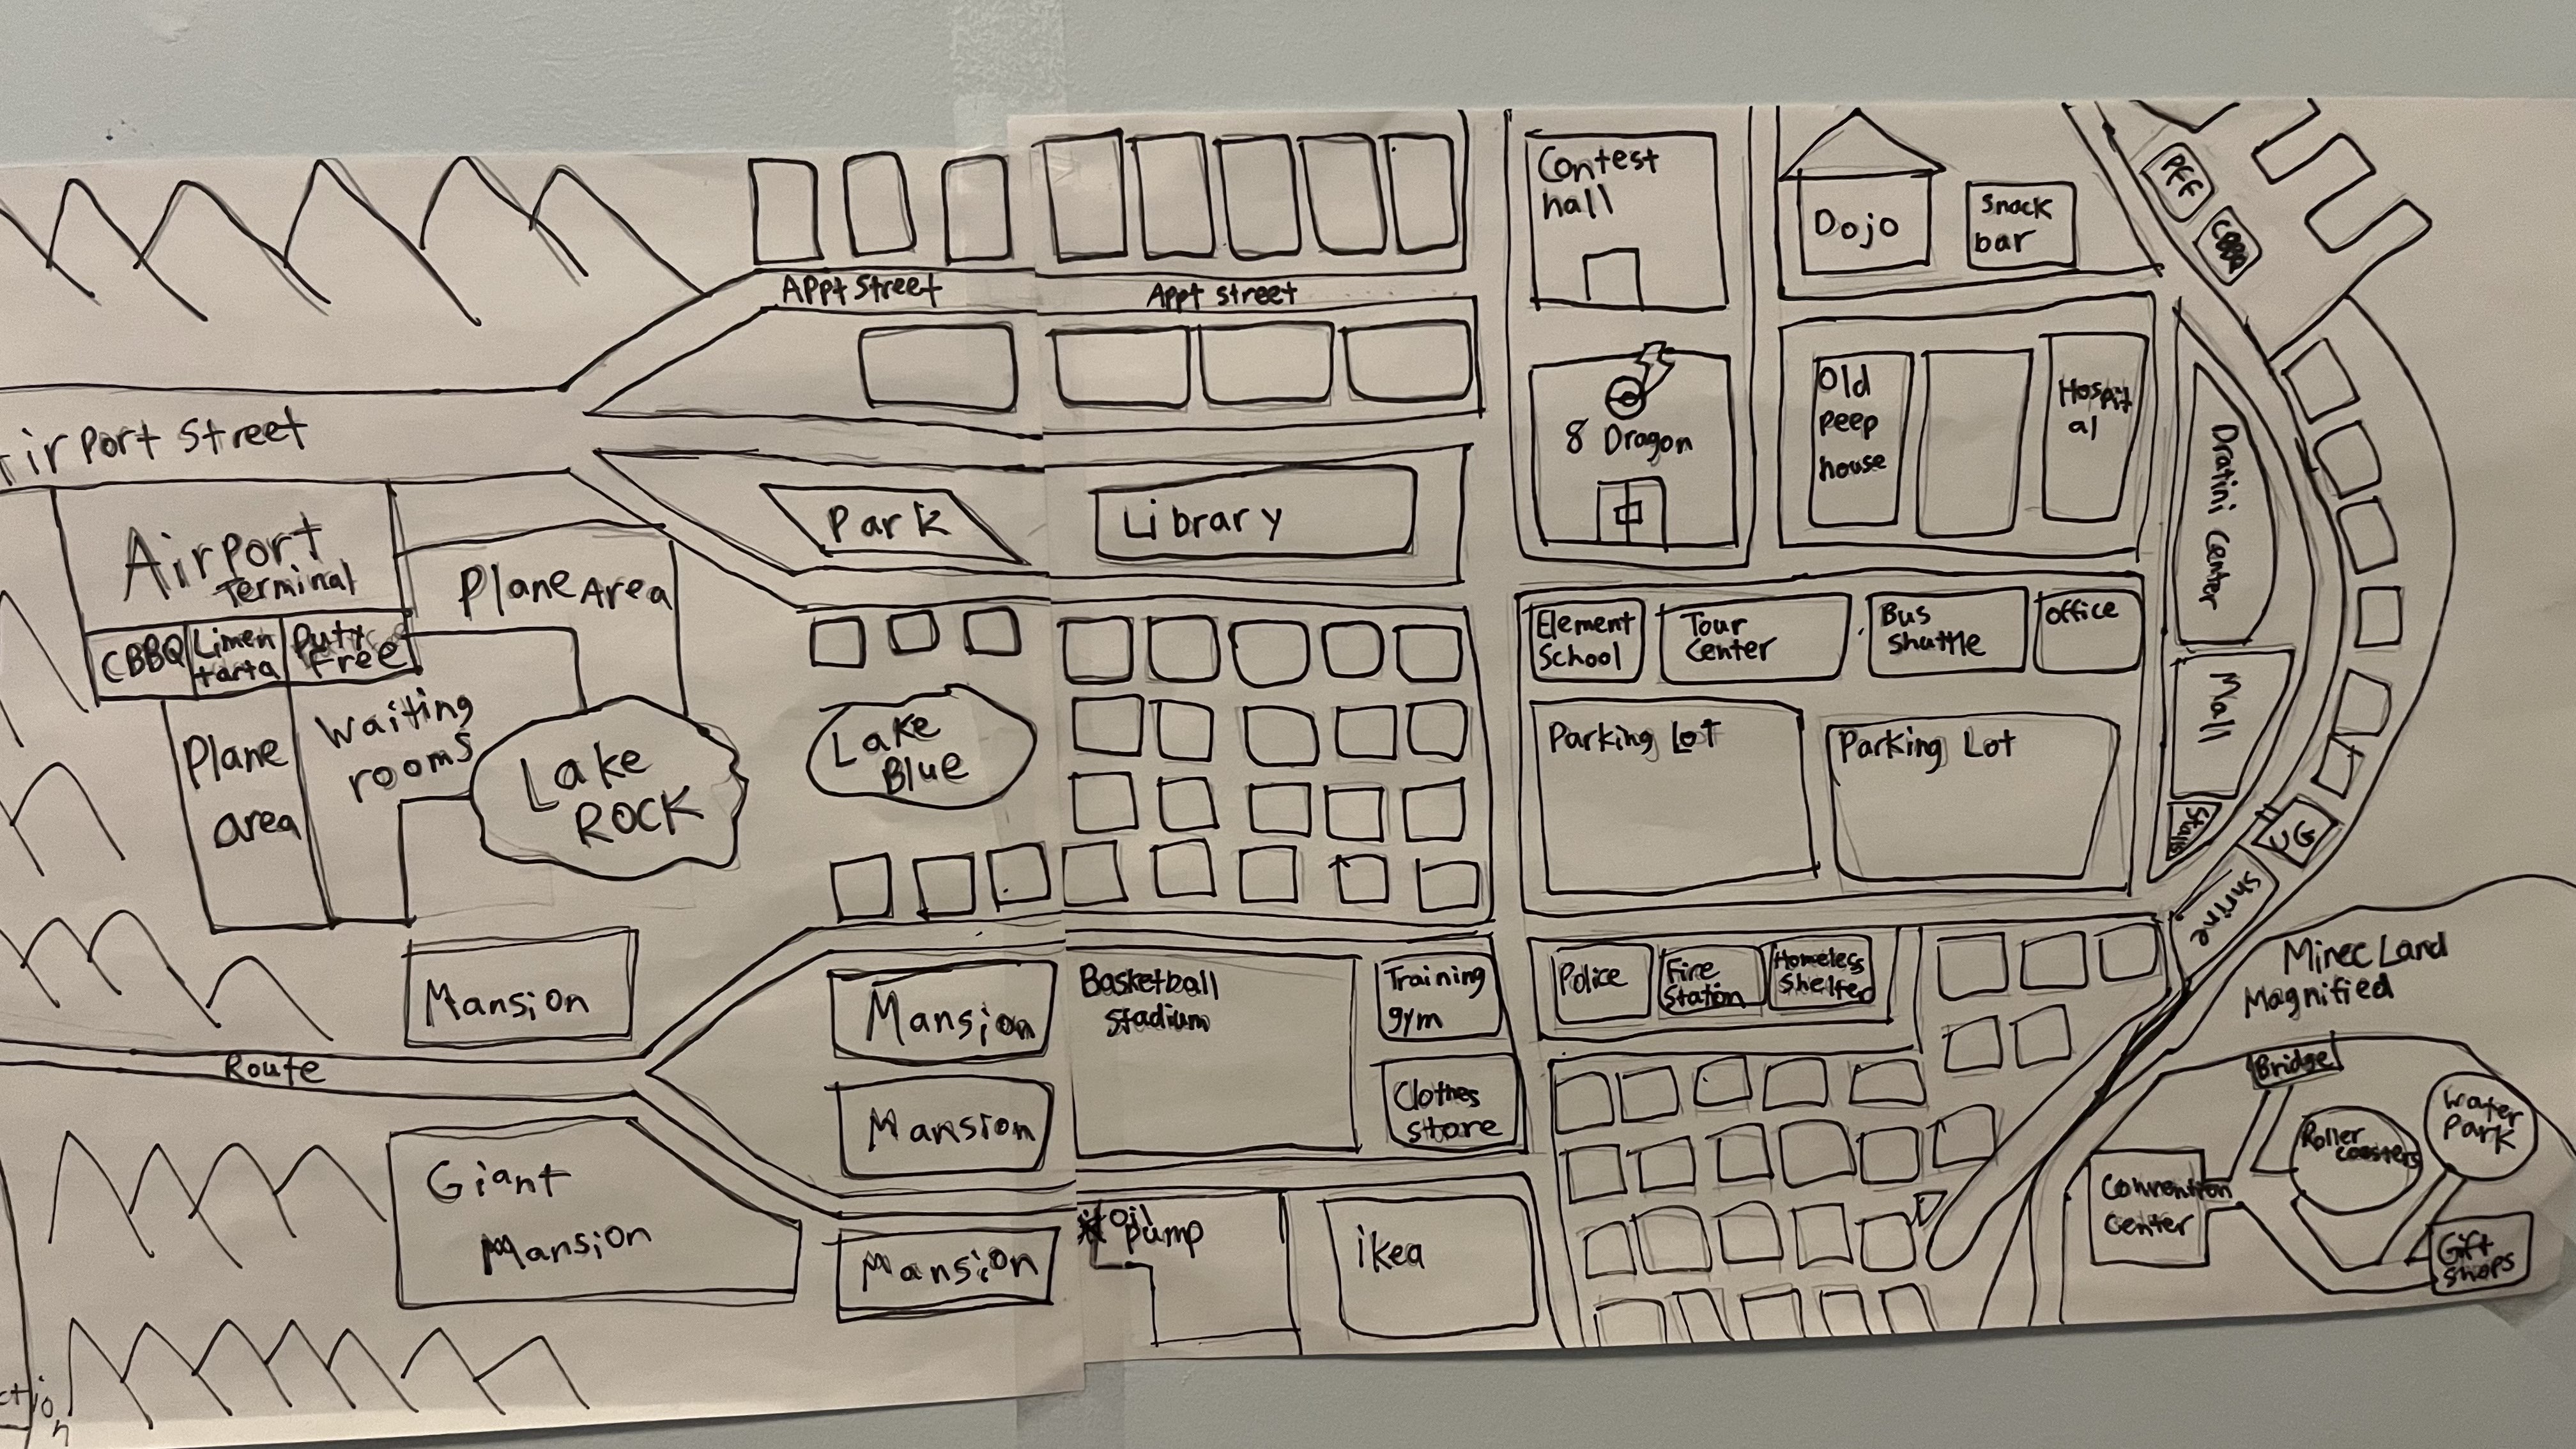 Contest
hall
Dojo
Snack
bar
PFF
CBBQ
Appt Street
Appt street
Airport Street
8 Dragon
Old
peep
house
Hospit
al
Dratini Center
Airport
Terminal
Plane Area
Park
Library
CBBQ
Limen
tarta
Duty
Free
Element
School
Tour
Center
Bus
Shuttle
office
Plane
area
Waiting
rooms
Lake
ROCK
Lake
Blue
Parking Lot
Parking Lot
Mall
Stalls
UG
Shrine
Mansion
Mansion
Basketball
Stadium
Training
gym
Police
Fire
Station
Homeless
Shelter
Minec Land
Magnified
Route
Mansion
Clothes
store
Bridge
Roller
coasters
Water
Park
Giant
Mansion
Mansion
oil
pump
ikea
Convention
Center
Gift
Shops